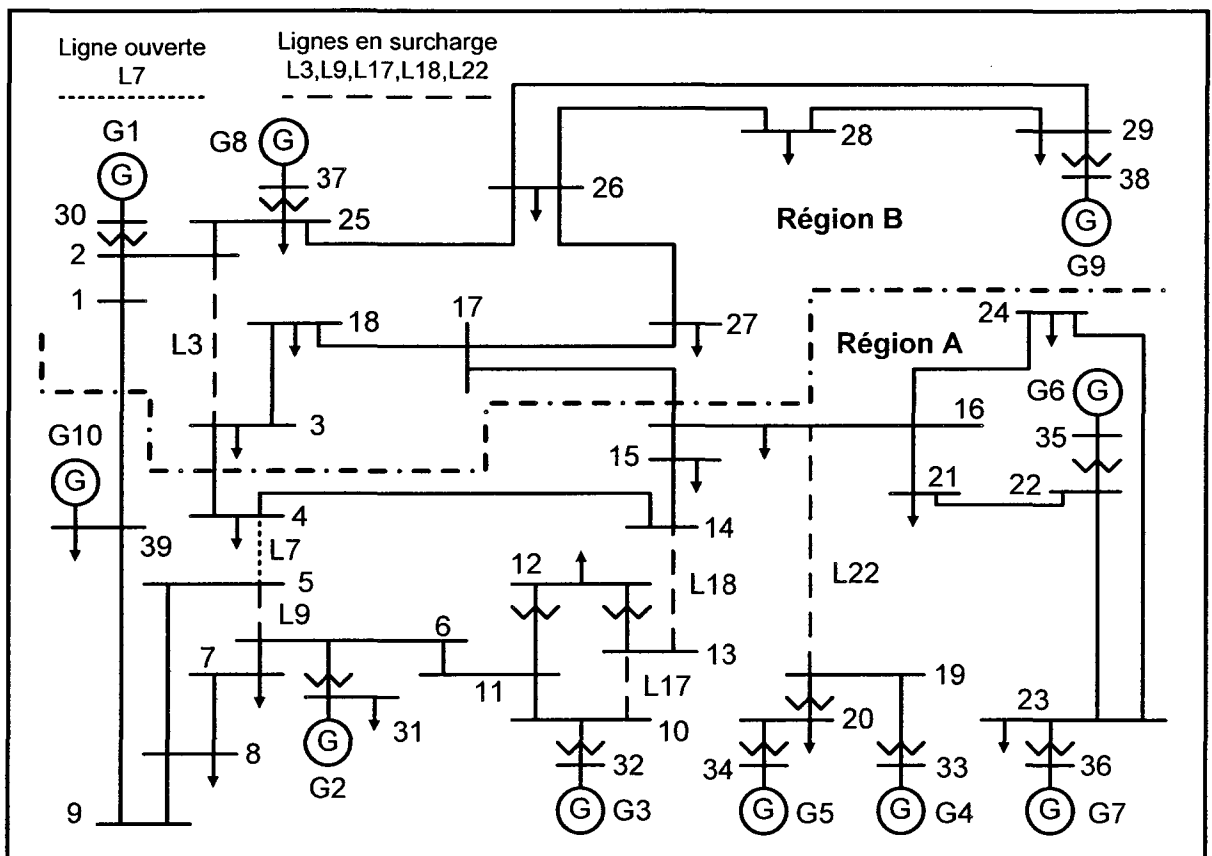 Ligne ouverte
L7
Lignes en surcharge
L3,L9,L17,L18,L22
G1
G
G8
G
37
30
25
2
1
26
28
29
38
G
G9
Région B
17
18
27
24
Région A
L3
G6
G
G10
G
3
16
35
15
21
22
4
14
39
L7
5
12
L18
L22
L9
6
13
7
11
L17
19
10
20
23
31
G
G2
8
32
34
33
36
9
G
G3
G
G5
G
G4
G
G7